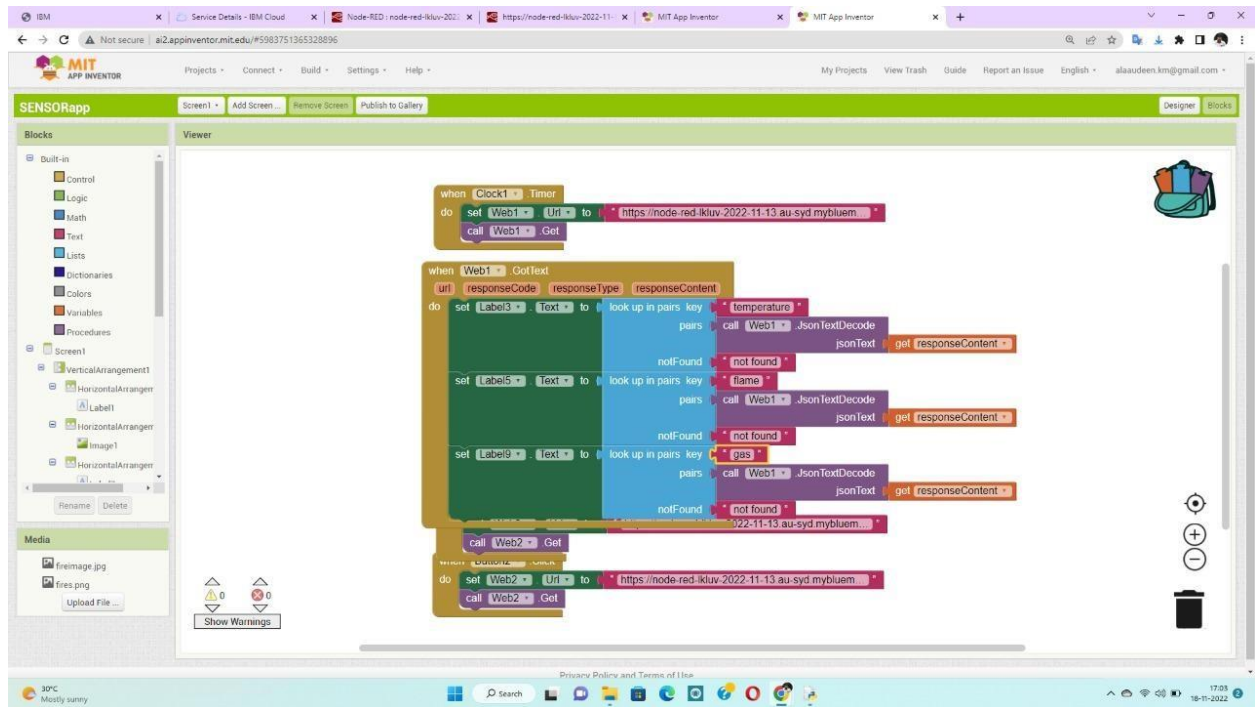 IBM
Service Details - IBM Cloud
Node-RED : node-red-lkluv-202
https://node-red-lkluv-2022-11-
MIT App Inventor
MIT App Inventor
Not secure | ai2.appinventor.mit.edu/#5983751365328896
MIT
APP INVENTOR
Projects
Connect
Build
Settings
Help
My Projects
View Trash
Guide
Report an Issue
English
alaaudeen.km@gmail.com
SENSORapp
Screen1
Add Screen ...
Remove Screen
Publish to Gallery
Designer
Blocks
Blocks
Built-in
Control
Logic
Math
Text
Lists
Dictionaries
Colors
Variables
Procedures
Screen1
VerticalArrangement1
HorizontalArrangem
Label1
HorizontalArrangem
Image1
HorizontalArrangem
Rename
Delete
Media
fireimage.jpg
fires.png
Upload File ...
Viewer
when Clock1 .Timer
do set Web1 . Url to " https://node-red-lkluv-2022-11-13.au-syd.mybluem... "
call Web1 .Get
when Web1 .GotText
url responseCode responseType responseContent
do set Label3 . Text to look up in pairs key " temperature "
pairs call Web1 .JsonTextDecode
jsonText get responseContent
notFound " not found "
set Label5 . Text to look up in pairs key " flame "
pairs call Web1 .JsonTextDecode
jsonText get responseContent
notFound " not found "
set Label9 . Text to look up in pairs key " gas "
pairs call Web1 .JsonTextDecode
jsonText get responseContent
notFound " not found "
022-11-13.au-syd.mybluem... "
call Web2 .Get
when Button2 .Click
do set Web2 . Url to " https://node-red-lkluv-2022-11-13.au-syd.mybluem... "
call Web2 .Get
0
0
Show Warnings
Privacy Policy and Terms of Use
30°C
Mostly sunny
Search
17:03
18-11-2022
2